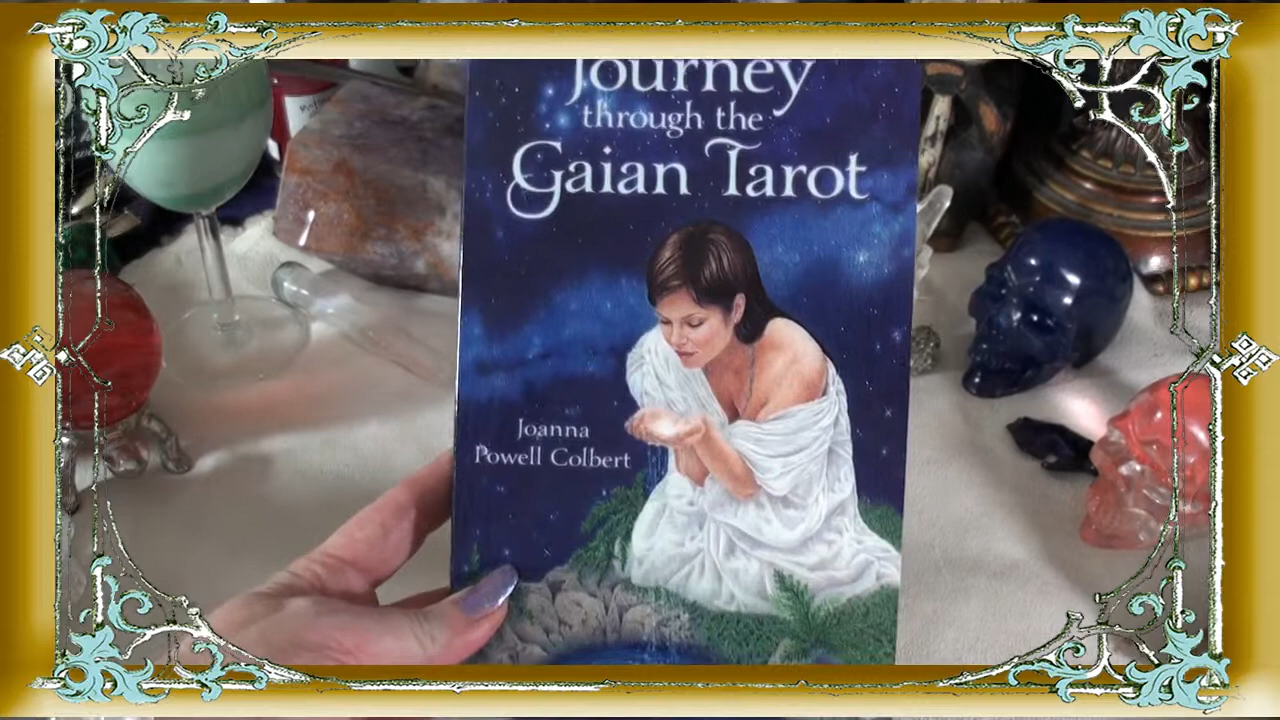 Journey
through the
Gaian Tarot
Joanna
Powell Colbert